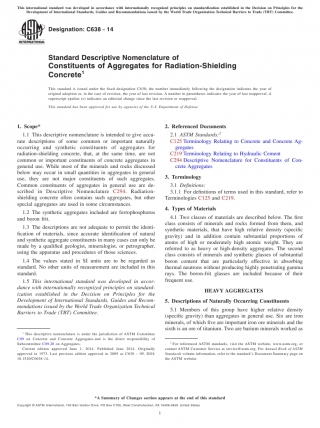 This international standard was developed in accordance with internationally recognized principles on standardization established in the Decision on Principles for the
Development of International Standards, Guides and Recommendations issued by the World Trade Organization Technical Barriers to Trade (TBT) Committee.
Designation: C638 − 14
INTERNATIONAL
Standard Descriptive Nomenclature of
Constituents of Aggregates for Radiation-Shielding
Concrete1
This standard is issued under the fixed designation C638; the number immediately following the designation indicates the year of
original adoption or, in the case of revision, the year of last revision. A number in parentheses indicates the year of last reapproval. A
superscript epsilon (ε) indicates an editorial change since the last revision or reapproval.
This standard has been approved for use by agencies of the U.S. Department of Defense.
1. Scope*
1.1 This descriptive nomenclature is intended to give accu-
rate descriptions of some common or important naturally
occurring and synthetic constituents of aggregates for
radiation-shielding concrete, that, at the same time, are not
common or important constituents of concrete aggregates in
general use. While most of the minerals and rocks discussed
below may occur in small quantities in aggregates in general
use, they are not major constituents of such aggregates.
Common constituents of aggregates in general use are de-
scribed in Descriptive Nomenclature C294. Radiation-
shielding concrete often contains such aggregates, but other
special aggregates are used in some circumstances.
1.2 The synthetic aggregates included are ferrophosphorus
and boron frit.
1.3 The descriptions are not adequate to permit the identi-
fication of materials, since accurate identification of natural
and synthetic aggregate constituents in many cases can only be
made by a qualified geologist, mineralogist, or petrographer,
using the apparatus and procedures of those sciences.
1.4 The values stated in SI units are to be regarded as
standard. No other units of measurement are included in this
standard.
1.5 This international standard was developed in accor-
dance with internationally recognized principles on standard-
ization established in the Decision on Principles for the
Development of International Standards, Guides and Recom-
mendations issued by the World Trade Organization Technical
Barriers to Trade (TBT) Committee.
1 This descriptive nomenclature is under the jurisdiction of ASTM Committee
C09 on Concrete and Concrete Aggregates and is the direct responsibility of
Subcommittee C09.20 on Aggregates.
Current edition approved June 1, 2014. Published June 2014. Originally
approved in 1973. Last previous edition approved in 2009 as C638 – 09. DOI:
10.1520/C0638-14.
2. Referenced Documents
2.1 ASTM Standards:2
C125 Terminology Relating to Concrete and Concrete Ag-
gregates
C219 Terminology Relating to Hydraulic Cement
C294 Descriptive Nomenclature for Constituents of Con-
crete Aggregates
3. Terminology
3.1 Definitions:
3.1.1 For definitions of terms used in this standard, refer to
Terminologies C125 and C219.
4. Types of Materials
4.1 Two classes of materials are described below. The first
class consists of minerals and rocks formed from them, and
synthetic materials, that have high relative density (specific
gravity) and in addition contain substantial proportions of
atoms of high or moderately high atomic weight. They are
referred to as heavy or high-density aggregates. The second
class consists of minerals and synthetic glasses of substantial
boron content that are particularly effective in absorbing
thermal neutrons without producing highly penetrating gamma
rays. The boron-frit glasses are included because of their
frequent use.
HEAVY AGGREGATES
5. Descriptions of Naturally Occurring Constituents
5.1 Members of this group have higher relative density
(specific gravity) than aggregates in general use. Six are iron
minerals, of which five are important iron ore minerals and the
sixth is an ore of titanium. Two are barium minerals worked as
2 For referenced ASTM standards, visit the ASTM website, www.astm.org, or
contact ASTM Customer Service at service@astm.org. For Annual Book of ASTM
Standards volume information, refer to the standard's Document Summary page on
the ASTM website.
*A Summary of Changes section appears at the end of this standard
Copyright © ASTM International, 100 Barr Harbor Drive, PO Box C700, West Conshohocken, PA 19428-2959. United States
1